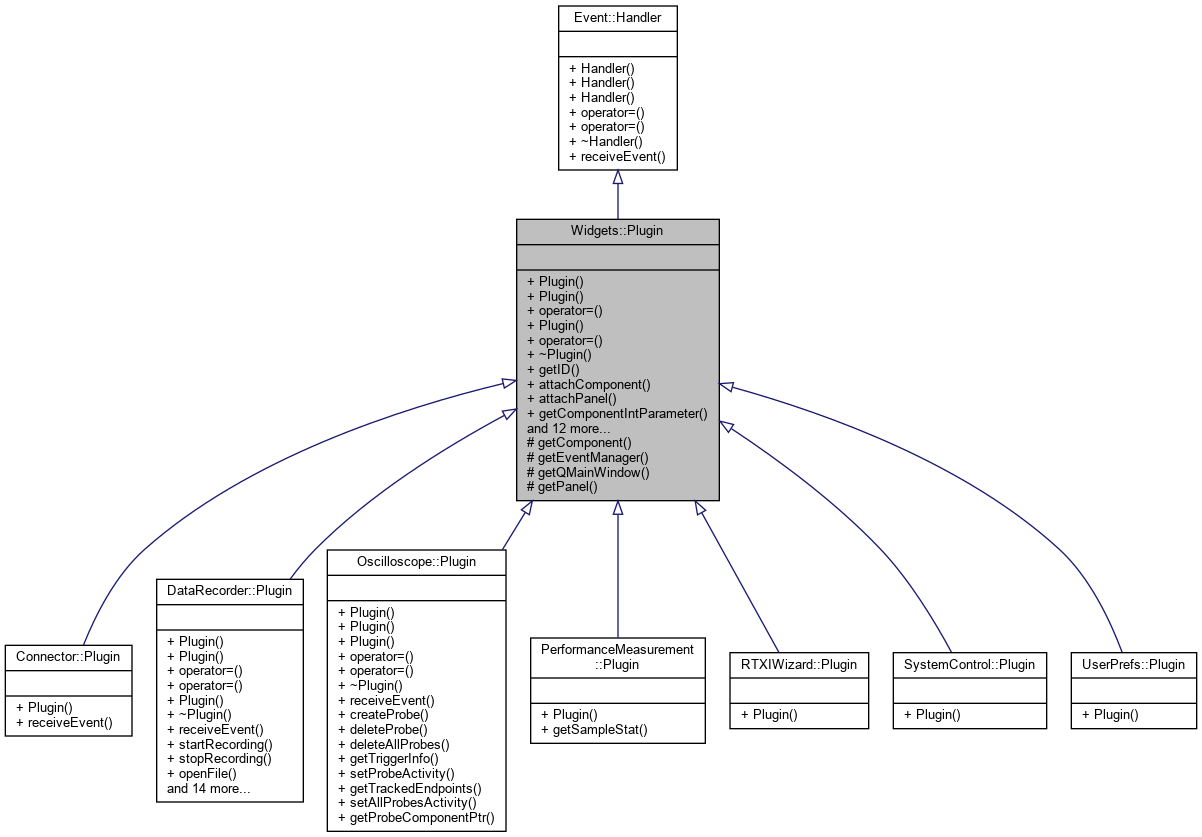 Event::Handler
+ Handler()
+ Handler()
+ Handler()
+ operator=()
+ operator=()
+ ~Handler()
+ receiveEvent()
Widgets::Plugin
+ Plugin()
+ Plugin()
+ operator=()
+ Plugin()
+ operator=()
+ ~Plugin()
+ getID()
+ attachComponent()
+ attachPanel()
+ getComponentIntParameter()
and 12 more...
# getComponent()
# getEventManager()
# getQMainWindow()
# getPanel()
Connector::Plugin
+ Plugin()
+ receiveEvent()
DataRecorder::Plugin
+ Plugin()
+ Plugin()
+ operator=()
+ operator=()
+ Plugin()
+ ~Plugin()
+ receiveEvent()
+ startRecording()
+ stopRecording()
+ openFile()
and 14 more...
Oscilloscope::Plugin
+ Plugin()
+ Plugin()
+ Plugin()
+ operator=()
+ operator=()
+ ~Plugin()
+ receiveEvent()
+ createProbe()
+ deleteProbe()
+ deleteAllProbes()
+ getTriggerInfo()
+ setProbeActivity()
+ getTrackedEndpoints()
+ setAllProbesActivity()
+ getProbeComponentPtr()
PerformanceMeasurement
::Plugin
+ Plugin()
+ getSampleStat()
RTXIWizard::Plugin
+ Plugin()
SystemControl::Plugin
+ Plugin()
UserPrefs::Plugin
+ Plugin()